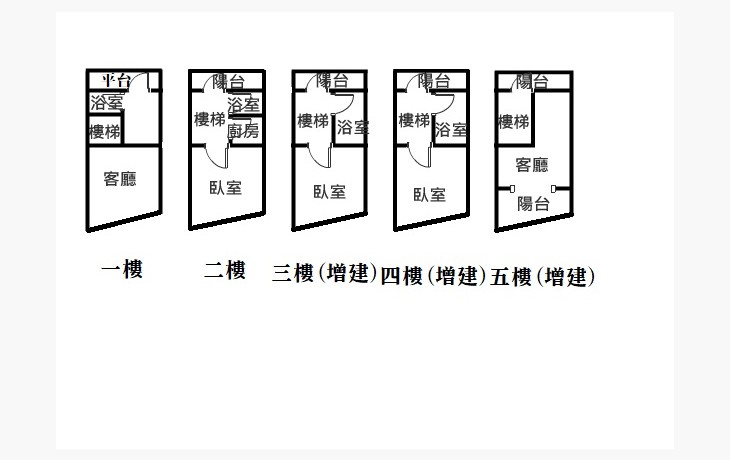 平台
浴室
樓梯
客廳
一樓
陽台
浴室
樓梯
廚房
臥室
二樓
陽台
樓梯
浴室
臥室
三樓(增建)
陽台
樓梯
浴室
臥室
四樓(增建)
陽台
樓梯
客廳
陽台
五樓(增建)